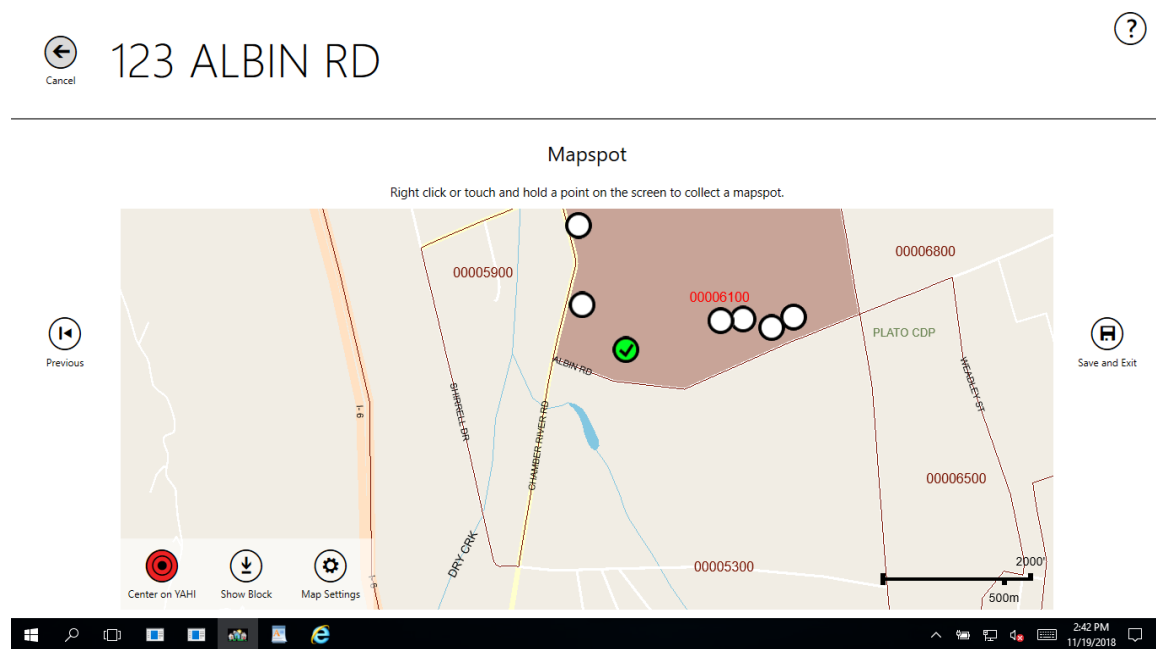 ?
Cancel
123 ALBIN RD
Mapspot
Right click or touch and hold a point on the screen to collect a mapspot.
00006800
00005900
00006100
PLATO CDP
Previous
Save and Exit
ALBIN RD
WEADLEY ST
SHIRRELL DR
I- 6
CHAMBER RIVER RD
00006500
DRY CRK
00005300
2000'
I- 6
500m
Center on YAHI
Show Block
Map Settings
2:42 PM
11/19/2018